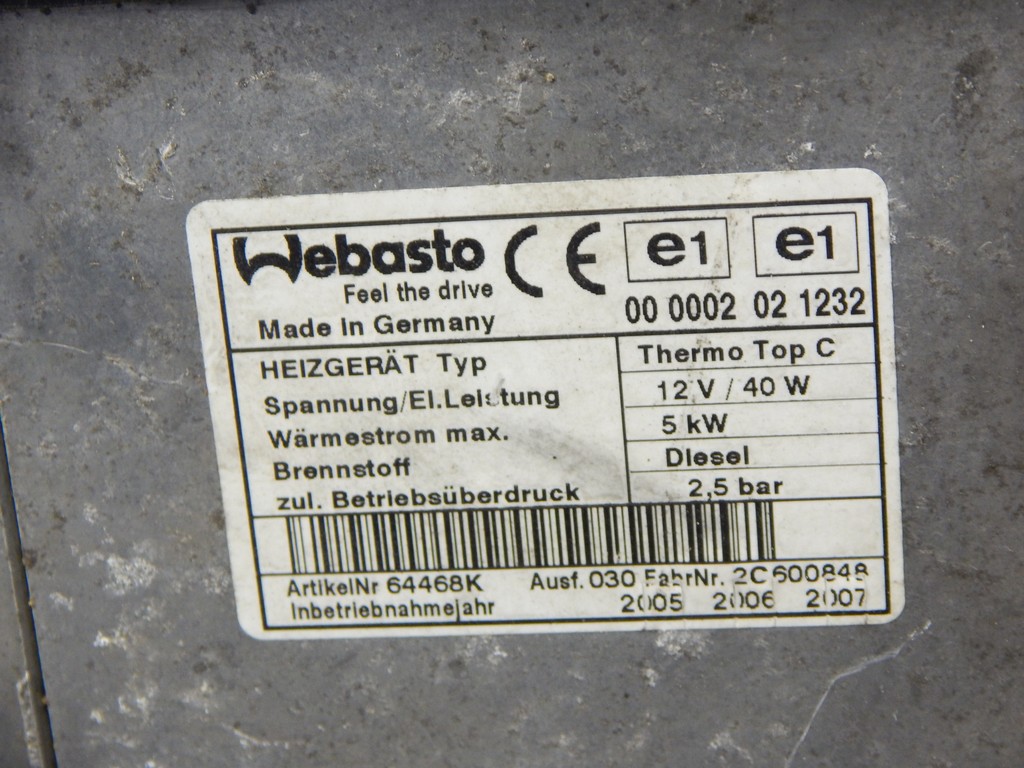 Webasto CE e1 e1
Feel the drive
00 0002 02 1232
Made in Germany
HEIZGERÄT Typ Thermo Top C
Spannung/El.Leistung 12 V / 40 W
Wärmestrom max. 5 kW
Brennstoff Diesel
zul. Betriebsüberdruck 2,5 bar
ArtikelNr 64468K Ausf. 030 FabrNr. 2C600848
Inbetriebnahmejahr 2005 2006 2007